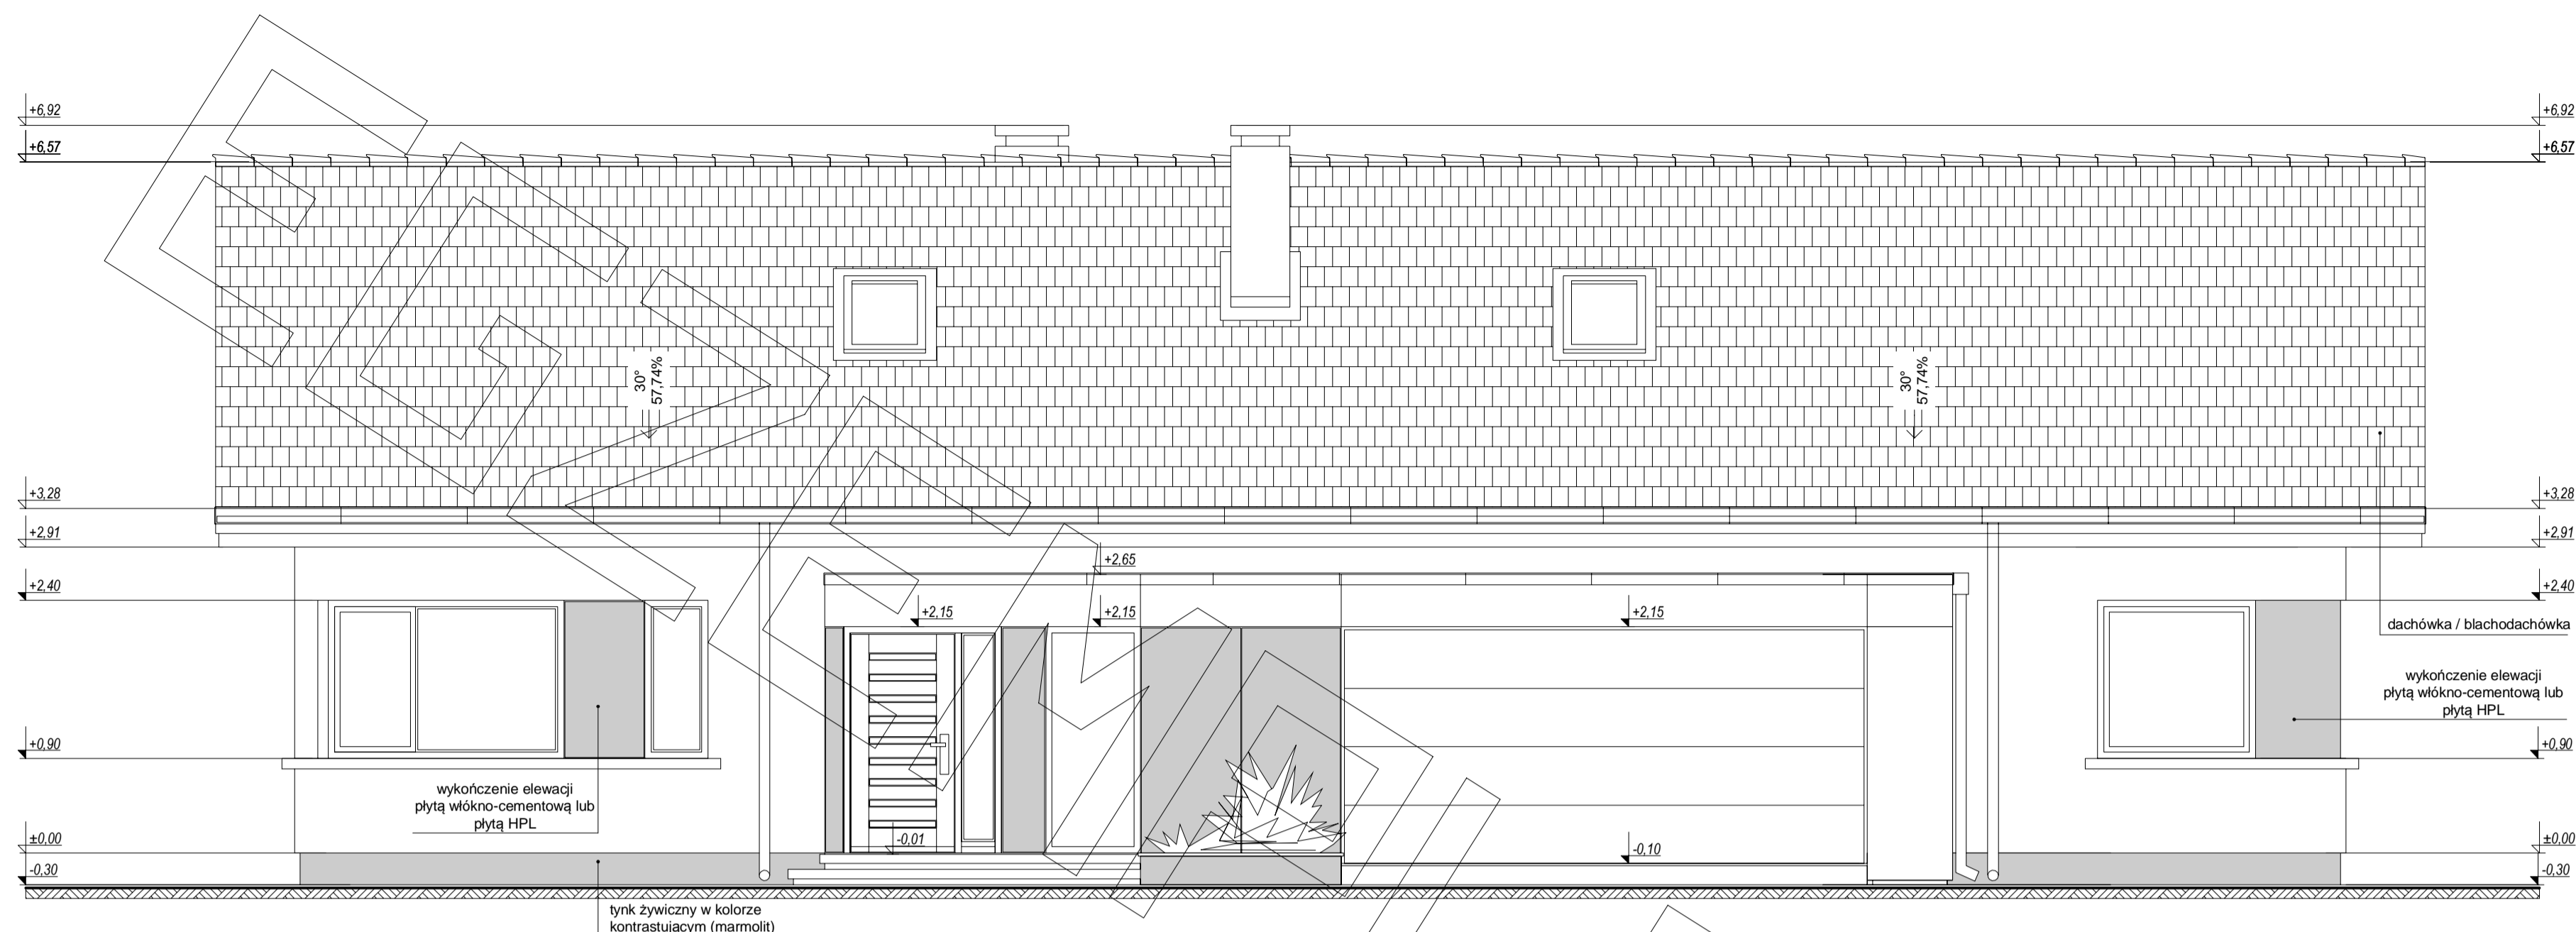 +6,92
+6,92
+6,57
+6,57
30°
57,74%
30°
57,74%
+3,28
+3,28
+2,91
+2,91
+2,65
+2,40
+2,40
+2,15
+2,15
+2,15
dachówka / blachodachówka
wykończenie elewacji
płytą włókno-cementową lub
płytą HPL
+0,90
+0,90
wykończenie elewacji
płytą włókno-cementową lub
płytą HPL
±0,00
-0,01
-0,10
±0,00
-0,30
-0,30
tynk żywiczny w kolorze
kontrastującym (marmolit)